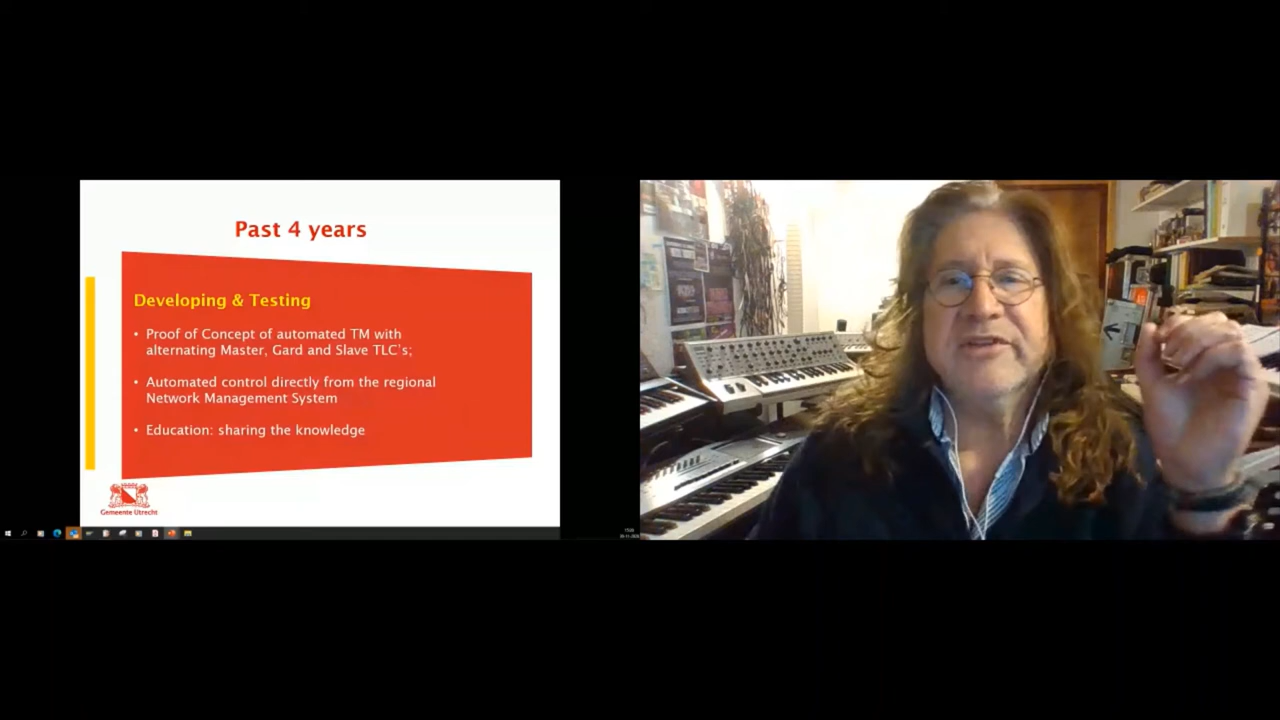 Past 4 years
Developing & Testing
• Proof of Concept of automated TM with
alternating Master, Gard and Slave TLC's;
• Automated control directly from the regional
Network Management System
• Education: sharing the knowledge
Gemeente Utrecht